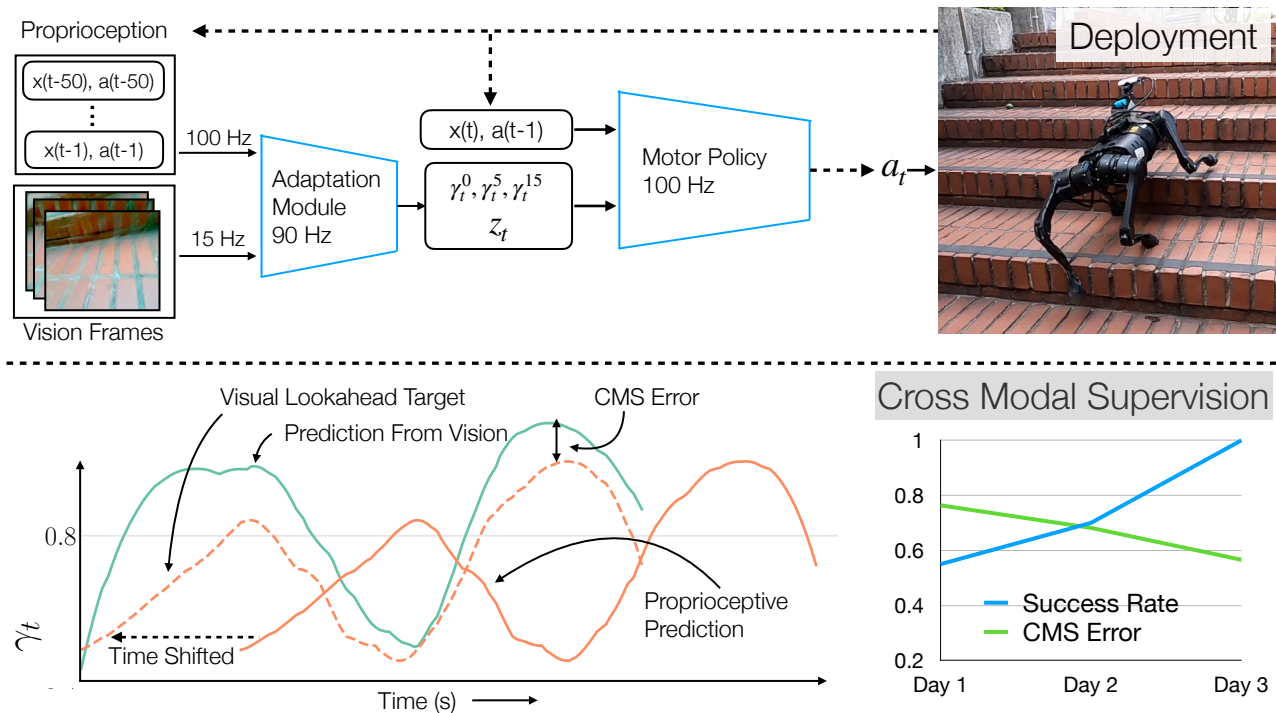 Proprioception
x(t-50), a(t-50)
x(t-1), a(t-1)
100 Hz
15 Hz
Vision Frames
Adaptation
Module
90 Hz
x(t), a(t-1)
γ_t^0, γ_t^5, γ_t^15
z_t
Motor Policy
100 Hz
a_t
Deployment
Visual Lookahead Target
Prediction From Vision
CMS Error
0.8
γ_t
Time Shifted
Proprioceptive
Prediction
Time (s)
Cross Modal Supervision
1
0.8
0.6
0.4
0.2
Success Rate
CMS Error
Day 1
Day 2
Day 3